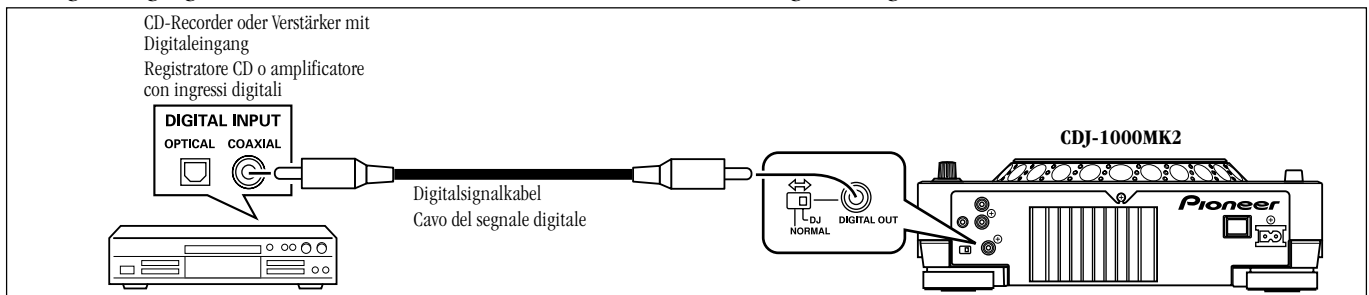 CD-Recorder oder Verstärker mit
Digitaleingang
Registratore CD o amplificatore
con ingressi digitali
DIGITAL INPUT
OPTICAL COAXIAL
Digitalsignalkabel
Cavo del segnale digitale
DJ
NORMAL
DIGITAL OUT
CDJ-1000MK2
Pioneer